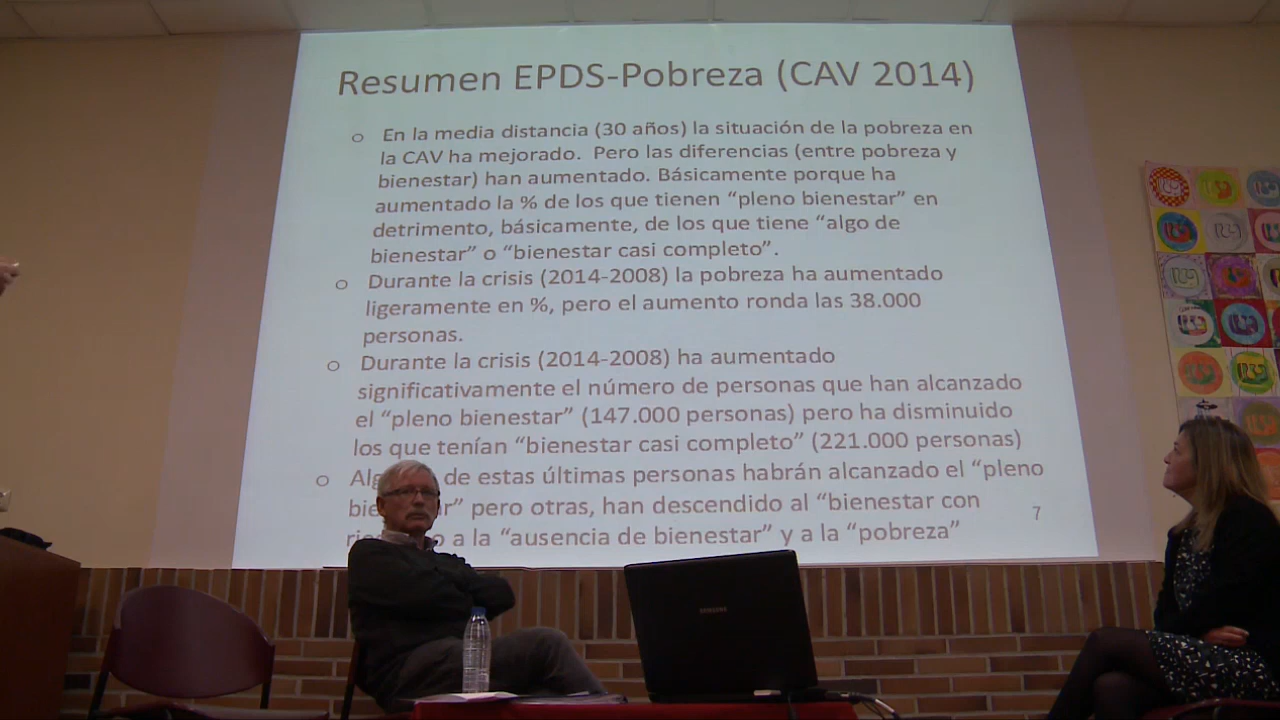 Resumen EPDS-Pobreza (CAV 2014)
o En la media distancia (30 años) la situación de la pobreza en
la CAV ha mejorado. Pero las diferencias (entre pobreza y
bienestar) han aumentado. Básicamente porque ha
aumentado la % de los que tienen “pleno bienestar” en
detrimento, básicamente, de los que tiene “algo de
bienestar” o “bienestar casi completo”.
o Durante la crisis (2014-2008) la pobreza ha aumentado
ligeramente en %, pero el aumento ronda las 38.000
personas.
o Durante la crisis (2014-2008) ha aumentado
significativamente el número de personas que han alcanzado
el “pleno bienestar” (147.000 personas) pero ha disminuido
los que tenían “bienestar casi completo” (221.000 personas)
o de estas últimas personas habrán alcanzado el “pleno
pero otras, han descendido al “bienestar con
o a la “ausencia de bienestar” y a la “pobreza”
7
SAMSUNG